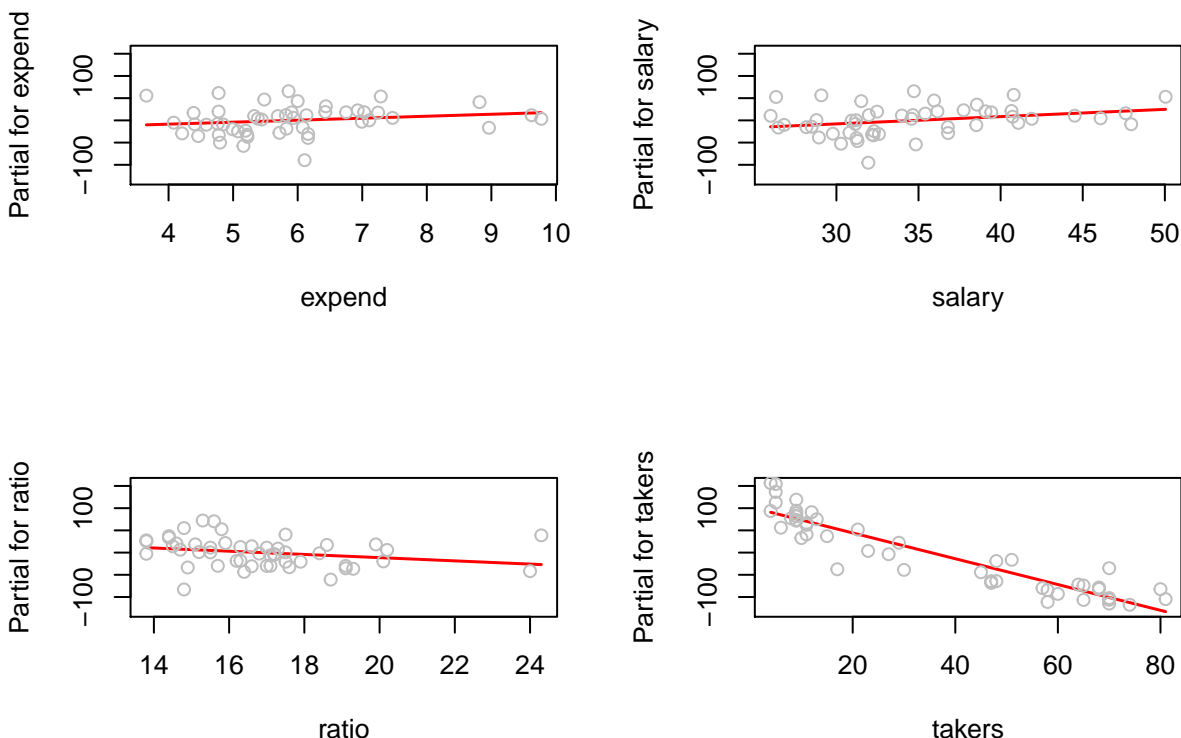 Partial for expend
100
−100
4 5 6 7 8 9 10
expend
Partial for salary
100
−100
30 35 40 45 50
salary
Partial for ratio
100
−100
14 16 18 20 22 24
ratio
Partial for takers
100
−100
20 40 60 80
takers